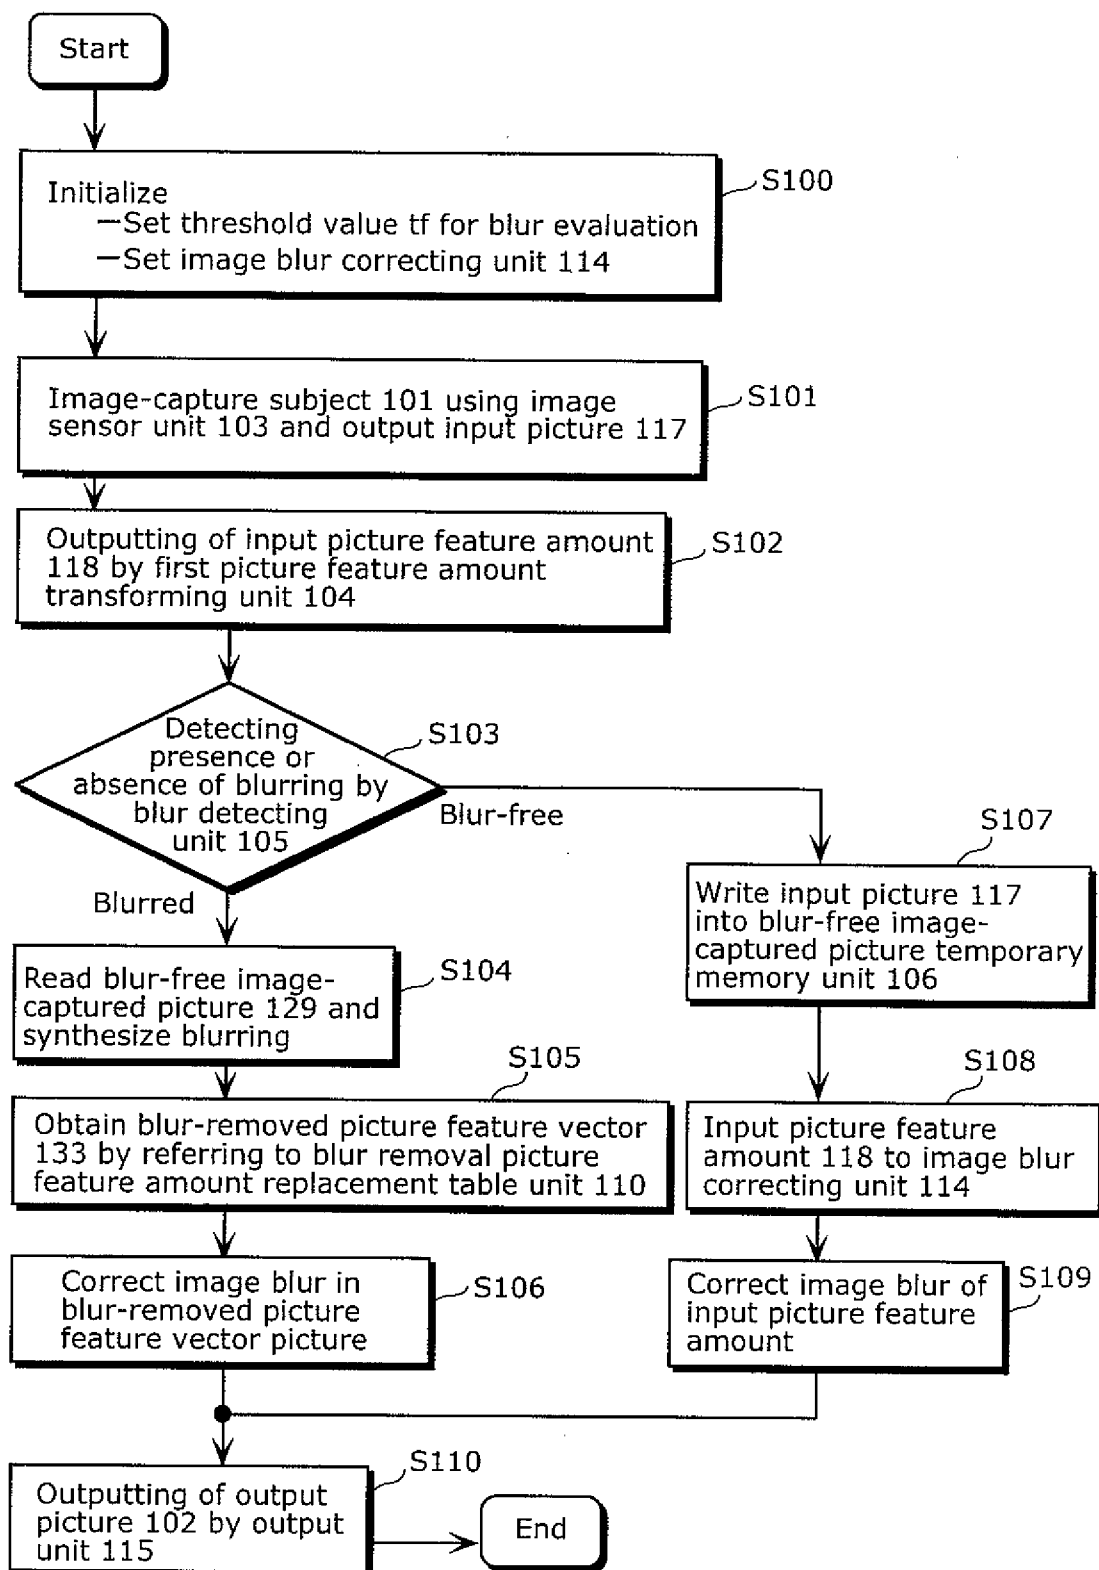 Start
Initialize
—Set threshold value tf for blur evaluation
—Set image blur correcting unit 114
S100
Image-capture subject 101 using image
sensor unit 103 and output input picture 117
S101
Outputting of input picture feature amount
118 by first picture feature amount
transforming unit 104
S102
Detecting
presence or
absence of blurring by
blur detecting
unit 105
S103
Blur-free
Blurred
S107
Write input picture 117
into blur-free image-
captured picture temporary
memory unit 106
Read blur-free image-
captured picture 129 and
synthesize blurring
S104
S105
Obtain blur-removed picture feature vector
133 by referring to blur removal picture
feature amount replacement table unit 110
S108
Input picture feature
amount 118 to image blur
correcting unit 114
Correct image blur in
blur-removed picture
feature vector picture
S106
Correct image blur of
input picture feature
amount
S109
Outputting of output
picture 102 by output
unit 115
S110
End